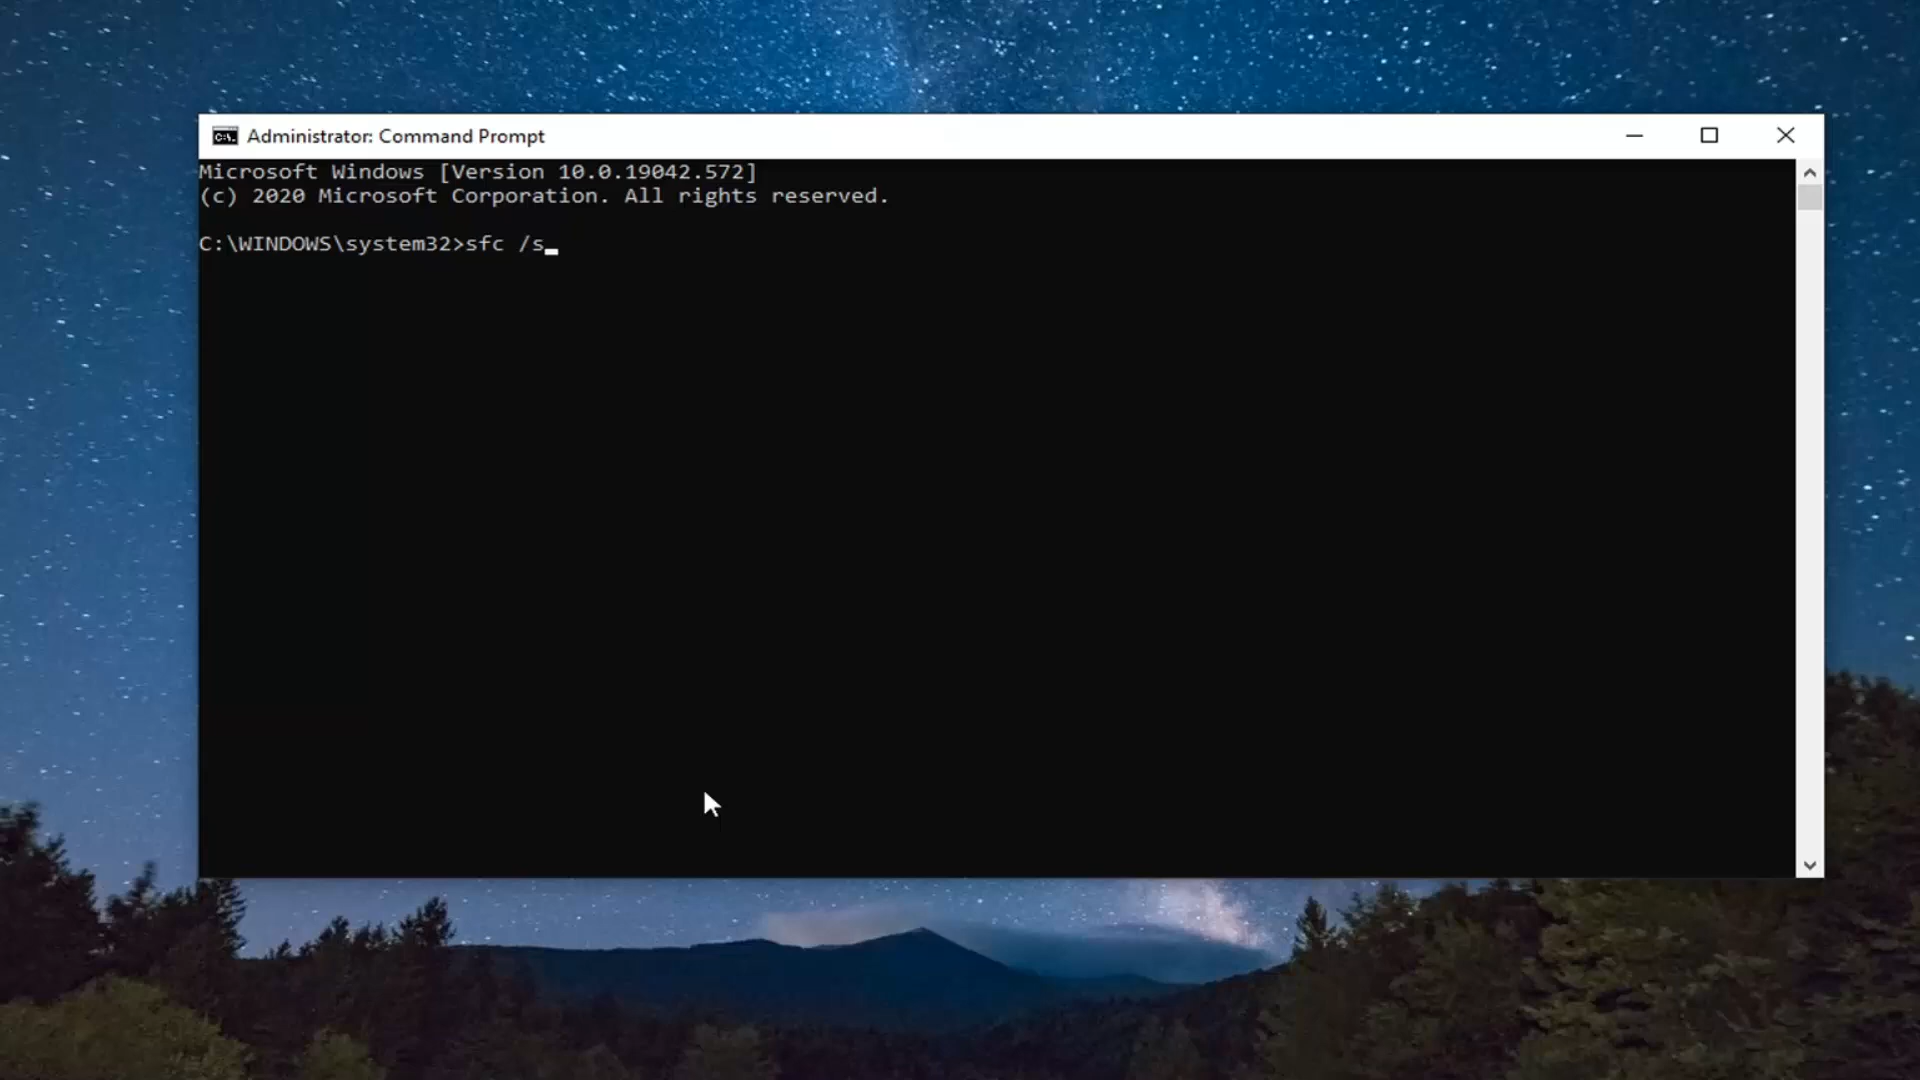 Administrator: Command Prompt
Microsoft Windows [Version 10.0.19042.572]
(c) 2020 Microsoft Corporation. All rights reserved.
C:\WINDOWS\system32>sfc /s